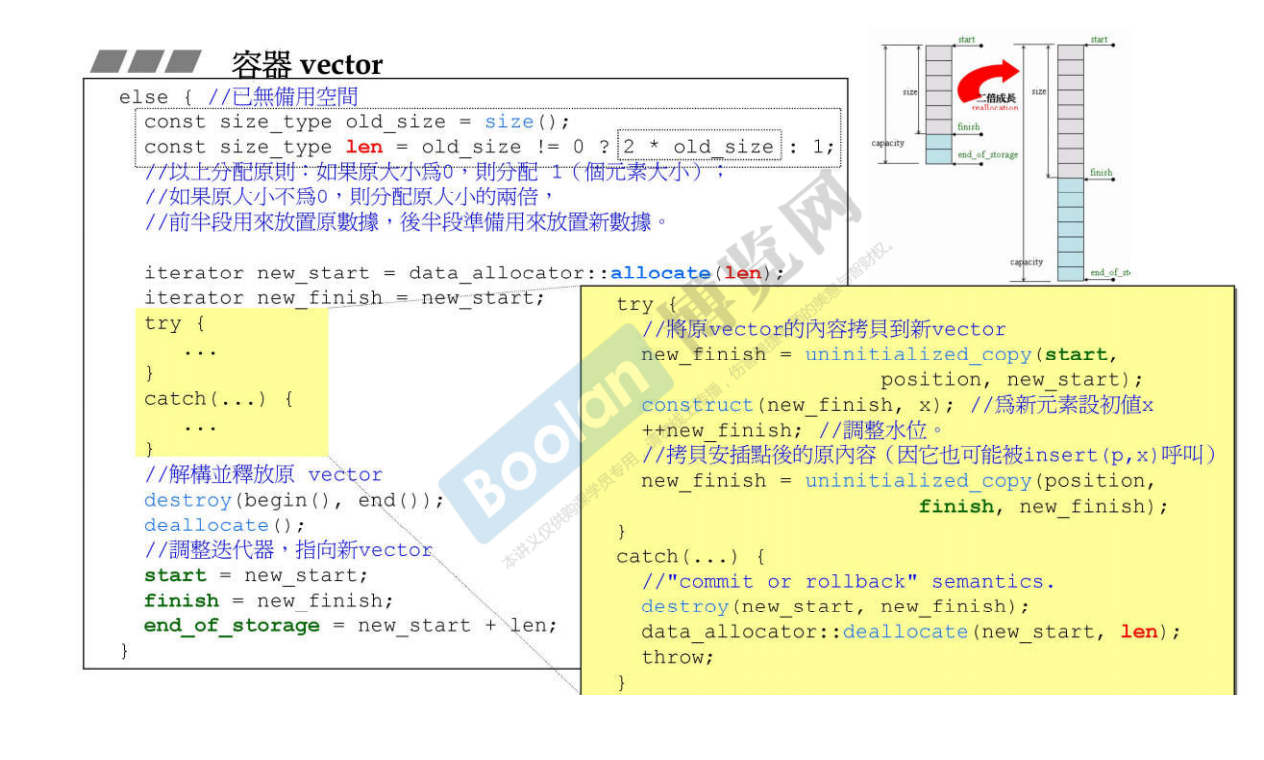 容器 vector
else { //已無備用空間
const size_type old_size = size();
const size_type len = old_size != 0 ? 2 * old_size : 1;
//以上分配原則：如果原大小爲0，則分配 1（個元素大小）；
//如果原大小不爲0，則分配原大小的兩倍，
//前半段用來放置原數據，後半段準備用來放置新數據。
iterator new_start = data_allocator::allocate(len);
iterator new_finish = new_start;
try {
...
}
catch(...) {
...
}
//解構並釋放原 vector
destroy(begin(), end());
deallocate();
//調整迭代器，指向新vector
start = new_start;
finish = new_finish;
end_of_storage = new_start + len;
}
try {
//將原vector的內容拷貝到新vector
new_finish = uninitialized_copy(start,
position, new_start);
construct(new_finish, x); //爲新元素設初值x
++new_finish; //調整水位。
//拷貝安插點後的原內容（因它也可能被insert(p,x)呼叫）
new_finish = uninitialized_copy(position,
finish, new_finish);
}
catch(...) {
//"commit or rollback" semantics.
destroy(new_start, new_finish);
data_allocator::deallocate(new_start, len);
throw;
}
start
size
finish
capacity
end_of_storage
二倍成長
reallocation
start
size
finish
capacity
end_of_st
Boolan 博览网
本讲义仅供购课学员专用